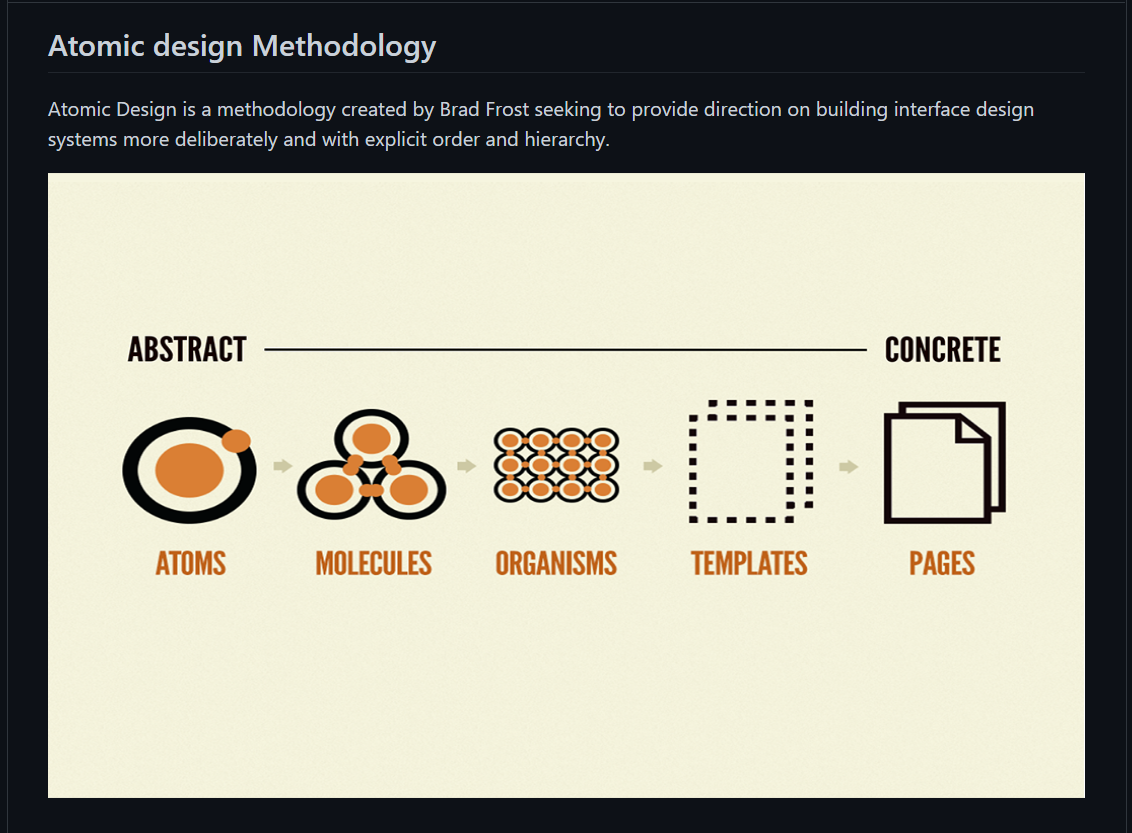 Atomic design Methodology
Atomic Design is a methodology created by Brad Frost seeking to provide direction on building interface design
systems more deliberately and with explicit order and hierarchy.
ABSTRACT CONCRETE
ATOMS MOLECULES ORGANISMS TEMPLATES PAGES